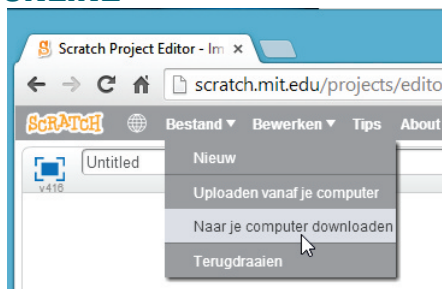 Scratch Project Editor - Im ×
scratch.mit.edu/projects/edito
SCRATCH Bestand ▼ Bewerken ▼ Tips About
Untitled
v416
Nieuw
Uploaden vanaf je computer
Naar je computer downloaden
Terugdraaien